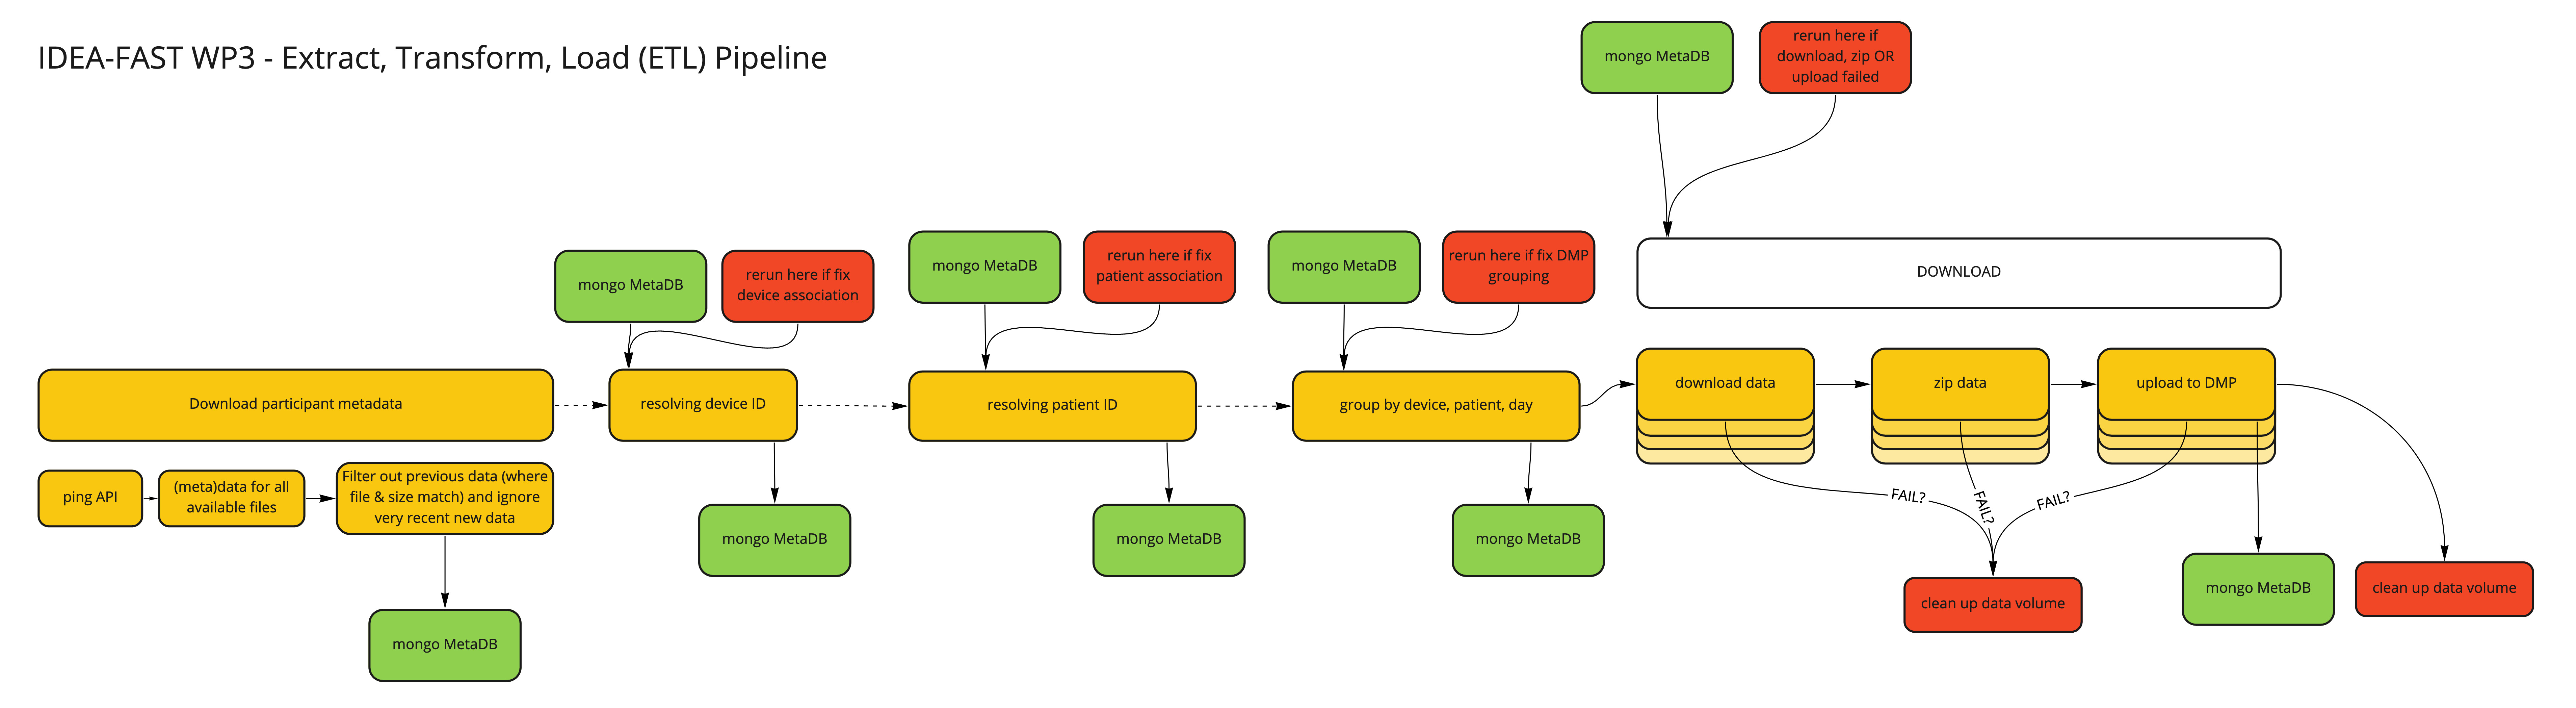 IDEA-FAST WP3 - Extract, Transform, Load (ETL) Pipeline
mongo MetaDB
rerun here if
download, zip OR
upload failed
mongo MetaDB
rerun here if fix
device association
mongo MetaDB
rerun here if fix
patient association
mongo MetaDB
rerun here if fix DMP
grouping
DOWNLOAD
Download participant metadata
resolving device ID
resolving patient ID
group by device, patient, day
download data
zip data
upload to DMP
ping API
(meta)data for all
available files
Filter out previous data (where
file & size match) and ignore
very recent new data
FAIL?
FAIL?
FAIL?
mongo MetaDB
mongo MetaDB
mongo MetaDB
mongo MetaDB
clean up data volume
mongo MetaDB
clean up data volume